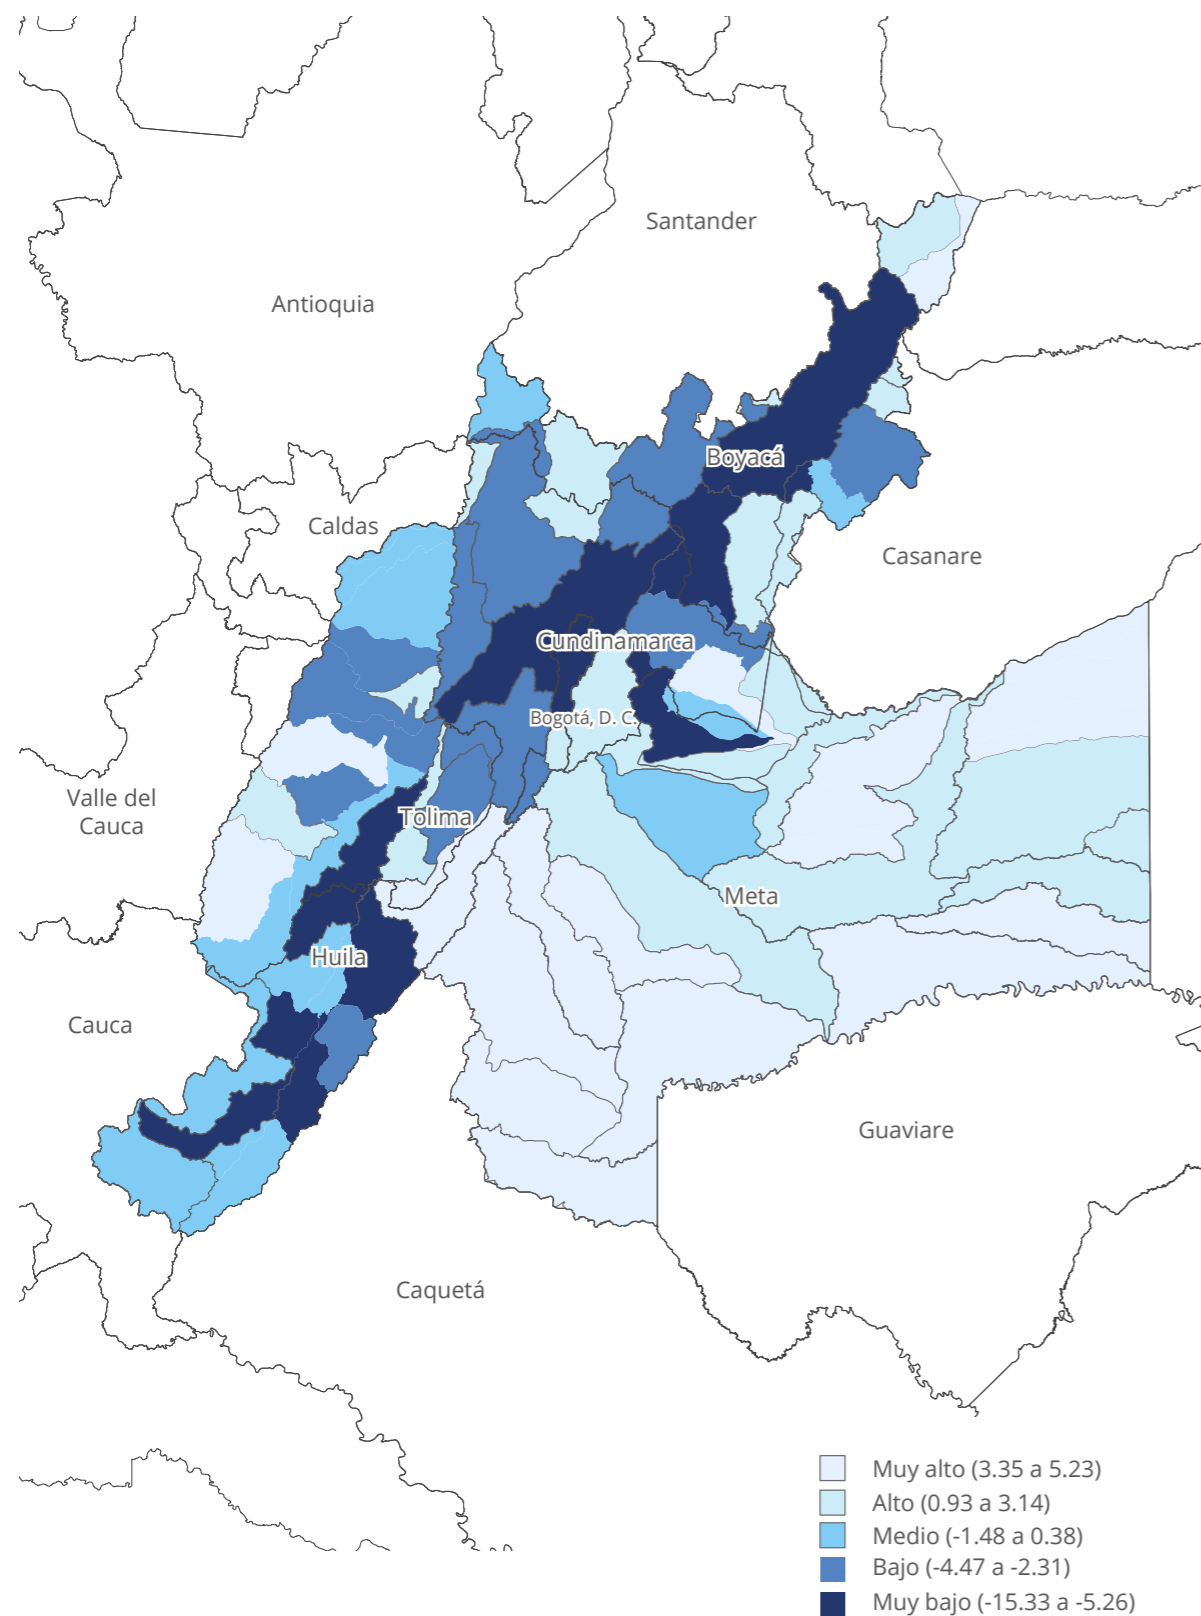 Santander
Antioquia
Boyacá
Caldas
Casanare
Cundinamarca
Bogotá, D. C.
Valle del
Cauca
Tolima
Meta
Huila
Cauca
Guaviare
Caquetá
Muy alto (3.35 a 5.23)
Alto (0.93 a 3.14)
Medio (-1.48 a 0.38)
Bajo (-4.47 a -2.31)
Muy bajo (-15.33 a -5.26)